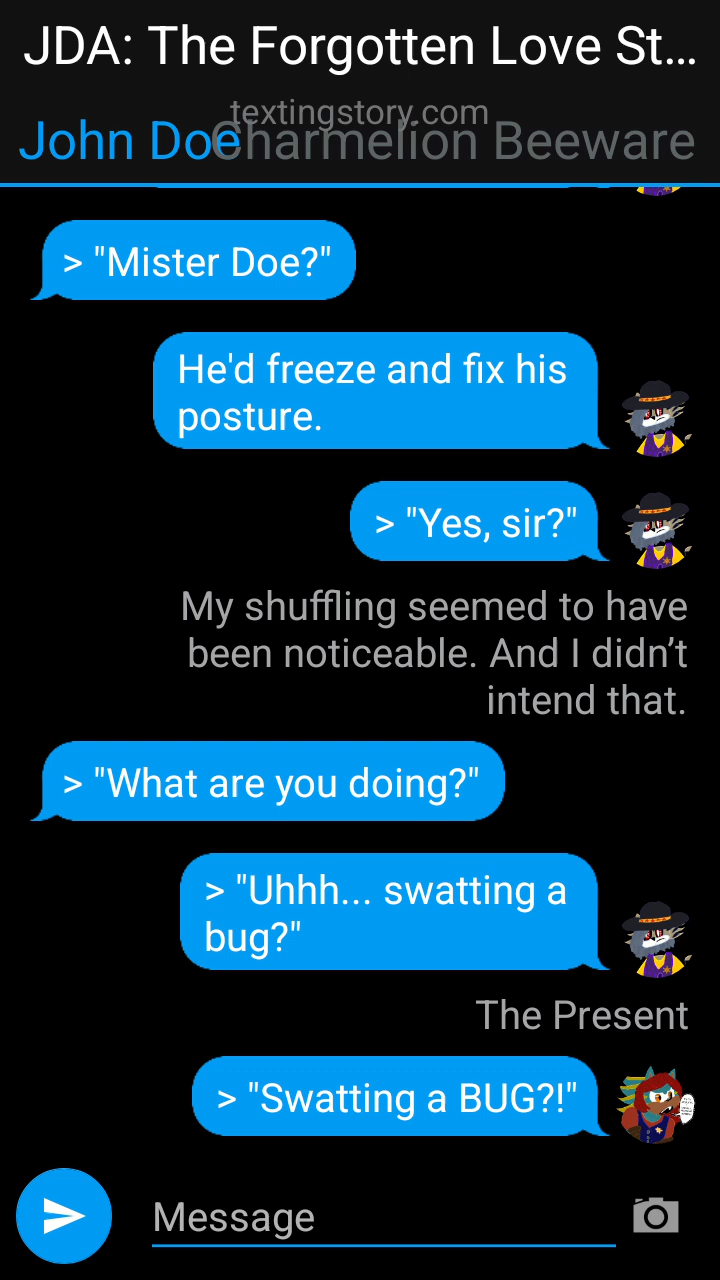 JDA: The Forgotten Love St...
textingstory.com
John Doe
Charmelion Beeware
> "Mister Doe?"
He'd freeze and fix his
posture.
> "Yes, sir?"
My shuffling seemed to have
been noticeable. And I didn’t
intend that.
> "What are you doing?"
> "Uhhh... swatting a
bug?"
The Present
> "Swatting a BUG?!"
Message